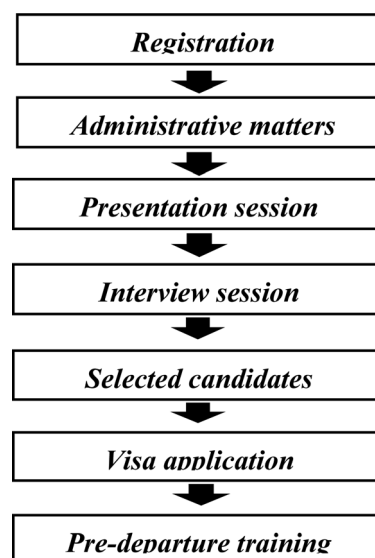 Registration
Administrative matters
Presentation session
Interview session
Selected candidates
Visa application
Pre-departure training